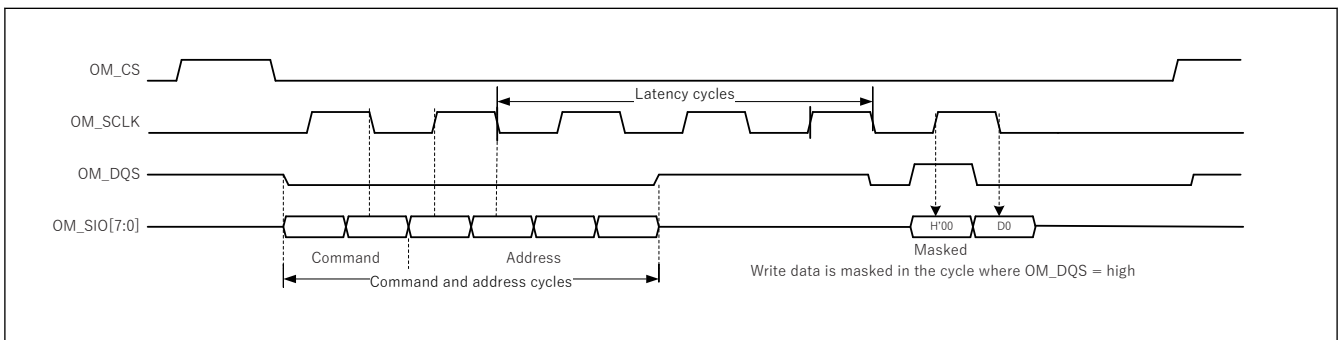 OM_CS
Latency cycles
OM_SCLK
OM_DQS
OM_SIO[7:0]
H'00
D0
Command
Address
Masked
Command and address cycles
Write data is masked in the cycle where OM_DQS = high